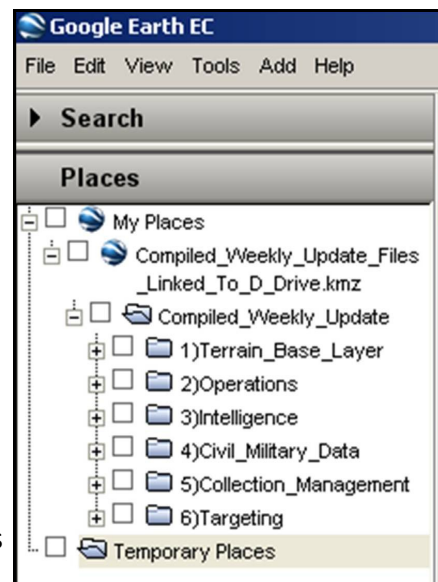 Google Earth EC
File Edit View Tools Add Help
Search
Places
My Places
Compiled_Weekly_Update_Files
_Linked_To_D_Drive.kmz
Compiled_Weekly_Update
1)Terrain_Base_Layer
2)Operations
3)Intelligence
4)Civil_Military_Data
5)Collection_Management
6)Targeting
s
Temporary Places